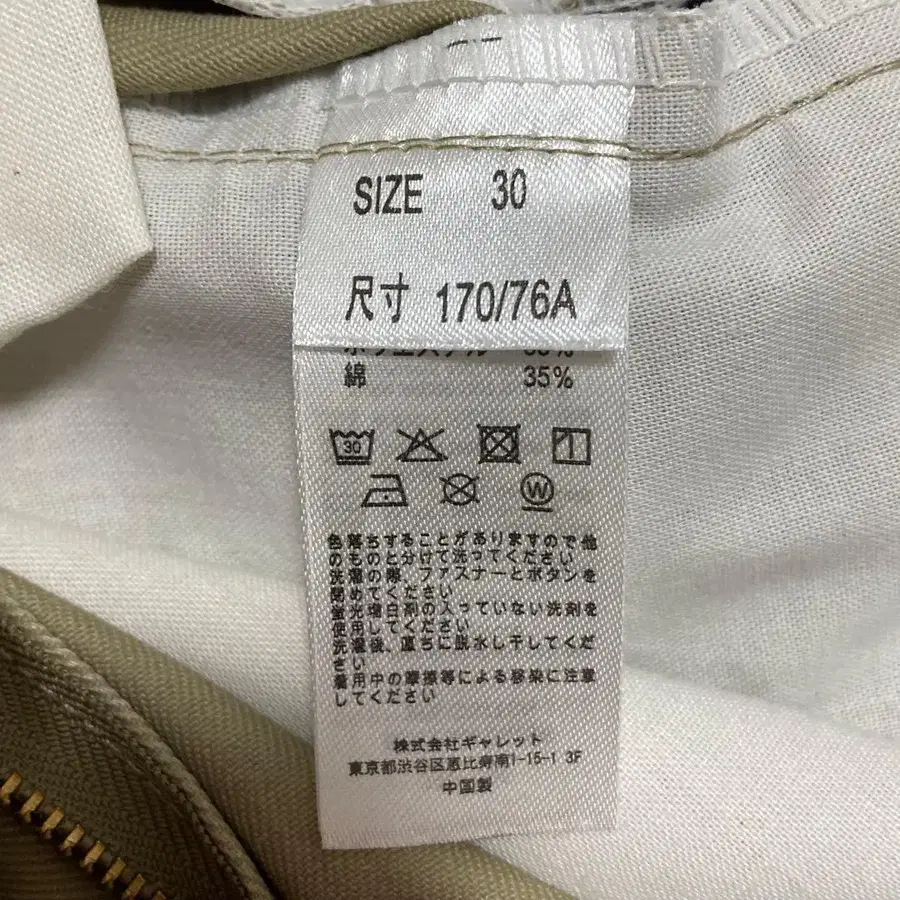 SIZE 30
尺寸 170/76A
綿 35%
30
W
色落ちすることがありますので他
のものと分けて洗ってください
洗濯の際、ファスナーとボタンを
閉めてください
蛍光増白剤の入っていない洗剤を
使用してください
洗濯後、直ちに脱水し干してくだ
さい
着用中の摩擦等による移染に注意
してください
株式会社ギャレット
東京都渋谷区恵比寿南1-15-1 3F
中国製